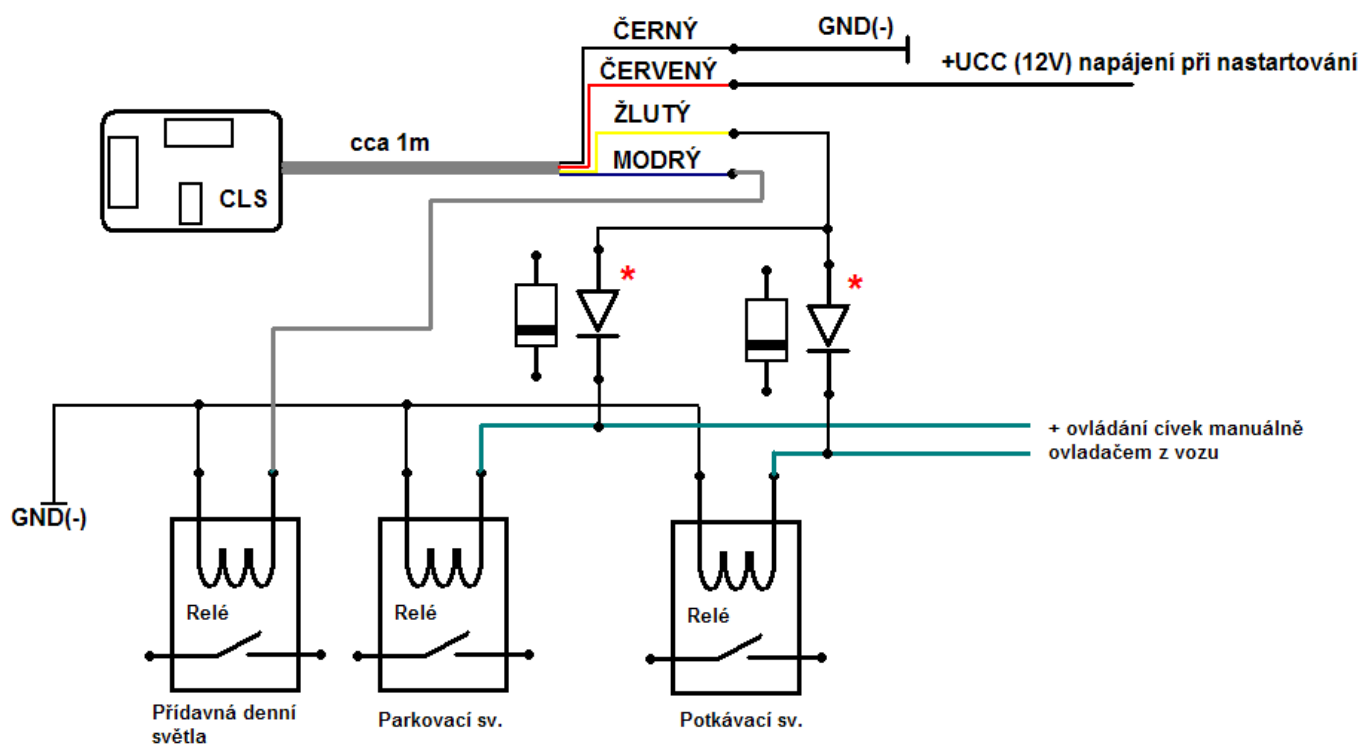 ČERNÝ
GND(-)
ČERVENÝ
+UCC (12V) napájení při nastartování
ŽLUTÝ
cca 1m
MODRÝ
CLS
*
*
+ ovládání cívek manuálně
ovladačem z vozu
GND(-)
Relé
Relé
Relé
Přídavná denní
světla
Parkovací sv.
Potkávací sv.